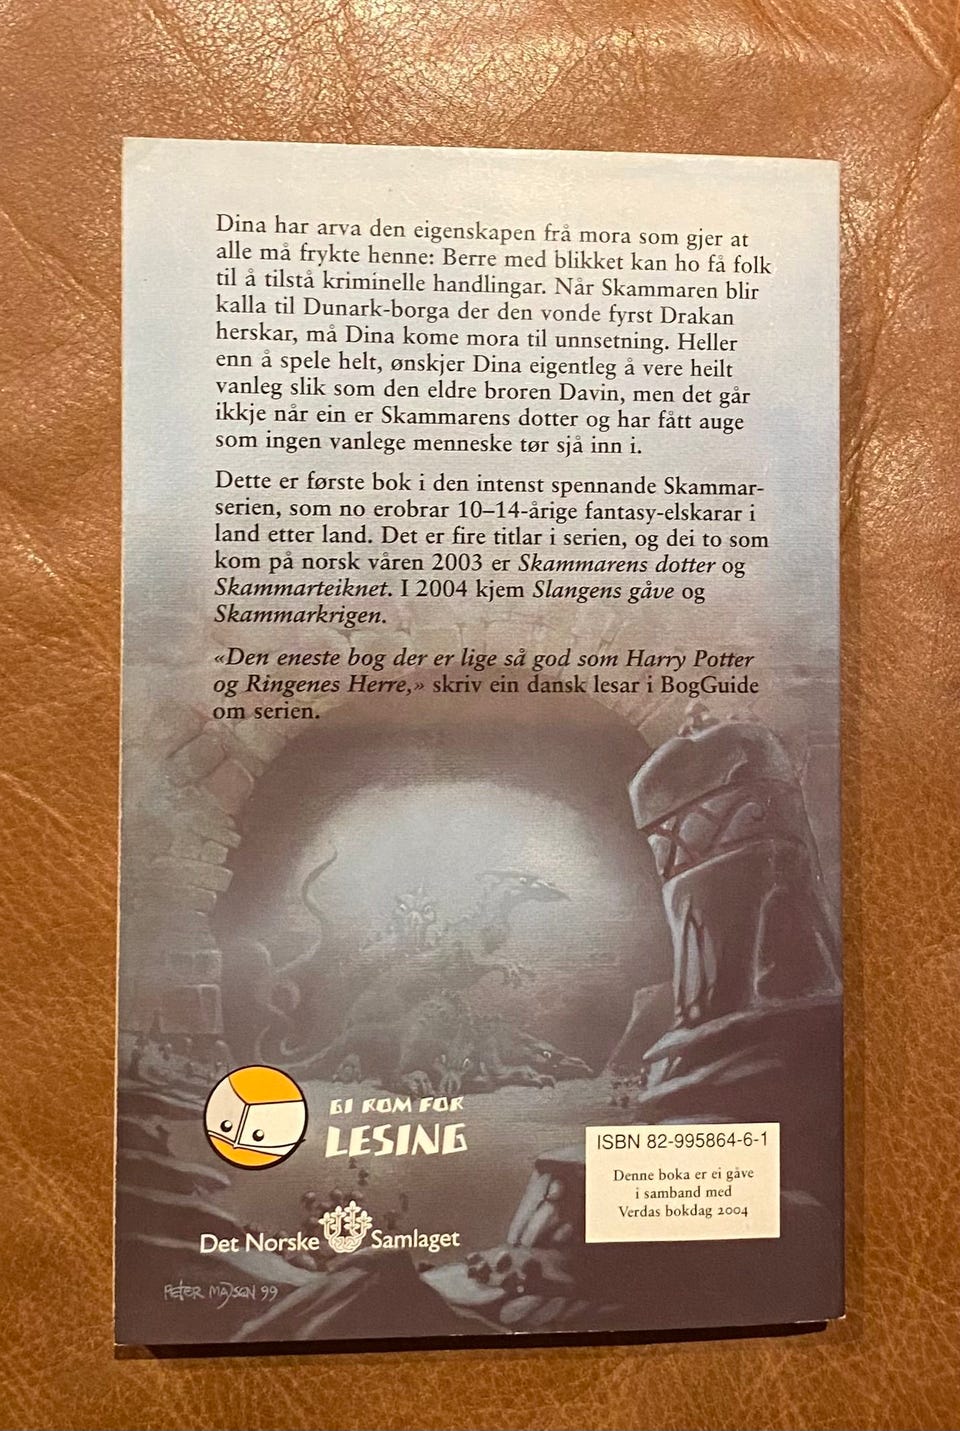 Dina har arva den eigenskapen frå mora som gjer at
alle må frykte henne: Berre med blikket kan ho få folk
til å tilstå kriminelle handlingar. Når Skammaren blir
kalla til Dunark-borga der den vonde fyrst Drakan
herskar, må Dina kome mora til unnsetning. Heller
enn å spele helt, ønskjer Dina eigentleg å vere heilt
vanleg slik som den eldre broren Davin, men det går
ikkje når ein er Skammarens dotter og har fått auge
som ingen vanlege menneske tør sjå inn i.
Dette er første bok i den intenst spennande Skammar-
serien, som no erobrar 10–14-årige fantasy-elskarar i
land etter land. Det er fire titlar i serien, og dei to som
kom på norsk våren 2003 er Skammarens dotter og
Skammarteiknet. I 2004 kjem Slangens gåve og
Skammarkrigen.
«Den eneste bog der er lige så god som Harry Potter
og Ringenes Herre,» skriv ein dansk lesar i BogGuide
om serien.
GI ROM FOR
LESING
ISBN 82-995864-6-1
Denne boka er ei gåve
i samband med
Verdas bokdag 2004
Det Norske Samlaget
PETER MADSEN 99